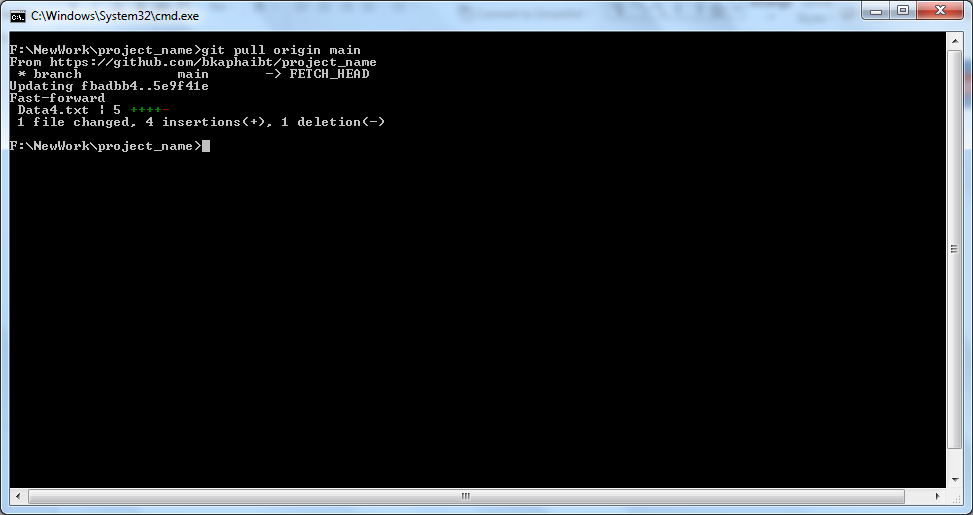 C:\Windows\System32\cmd.exe
F:\NewWork\project_name>git pull origin main
From https://github.com/bkaphaibt/project_name
 * branch            main       -> FETCH_HEAD
Updating fbadbb4..5e9f41e
Fast-forward
 Data4.txt | 5 ++++-
 1 file changed, 4 insertions(+), 1 deletion(-)
F:\NewWork\project_name>